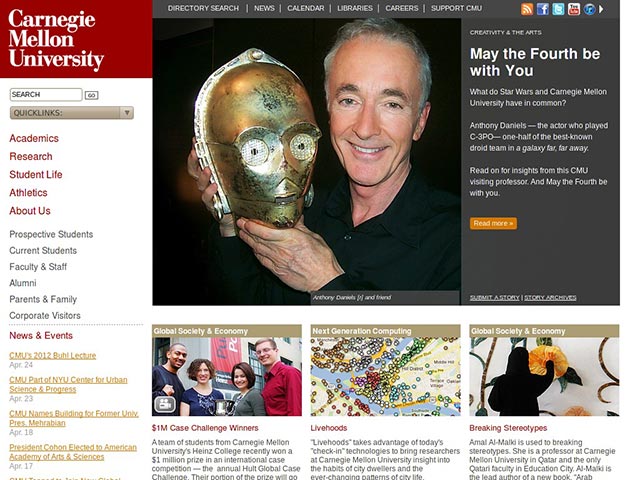 Carnegie
Mellon
University
DIRECTORY SEARCH | NEWS | CALENDAR | LIBRARIES | CAREERS | SUPPORT CMU
SEARCH GO
QUICKLINKS:
Academics
Research
Student Life
Athletics
About Us
Prospective Students
Current Students
Faculty & Staff
Alumni
Parents & Family
Corporate Visitors
News & Events
CMU's 2012 Buhl Lecture
Apr. 24
CMU Part of NYU Center for Urban
Science & Progress
Apr. 23
CMU Names Building for Former Univ.
Pres. Mehrabian
Apr. 18
President Cohon Elected to American
Academy of Arts & Sciences
Apr. 17
CREATIVITY & THE ARTS
May the Fourth be
with You
What do Star Wars and Carnegie Mellon
University have in common?
Anthony Daniels — the actor who played
C-3PO— one-half of the best-known
droid team in a galaxy far, far away.
Read on for insights from this CMU
visiting professor. And May the Fourth be
with you.
Read more »
Anthony Daniels [r] and friend
SUBMIT A STORY | STORY ARCHIVES
Global Society & Economy
$1M Case Challenge Winners
A team of students from Carnegie Mellon
University's Heinz College recently won a
$1 million prize in an international case
competition — the annual Hult Global Case
Challenge. Their portion of the prize will go
Next Generation Computing
Livehoods
"Livehoods" takes advantage of today's
"check-in" technologies to bring researchers
at Carnegie Mellon University insight into
the habits of city dwellers and the
ever-changing patterns of city life.
Global Society & Economy
Breaking Stereotypes
Amal Al-Malki is used to breaking
stereotypes. She is a professor at Carnegie
Mellon University in Qatar and the only
Qatari faculty in Education City. Al-Malki is
the lead author of a new book, "Arab